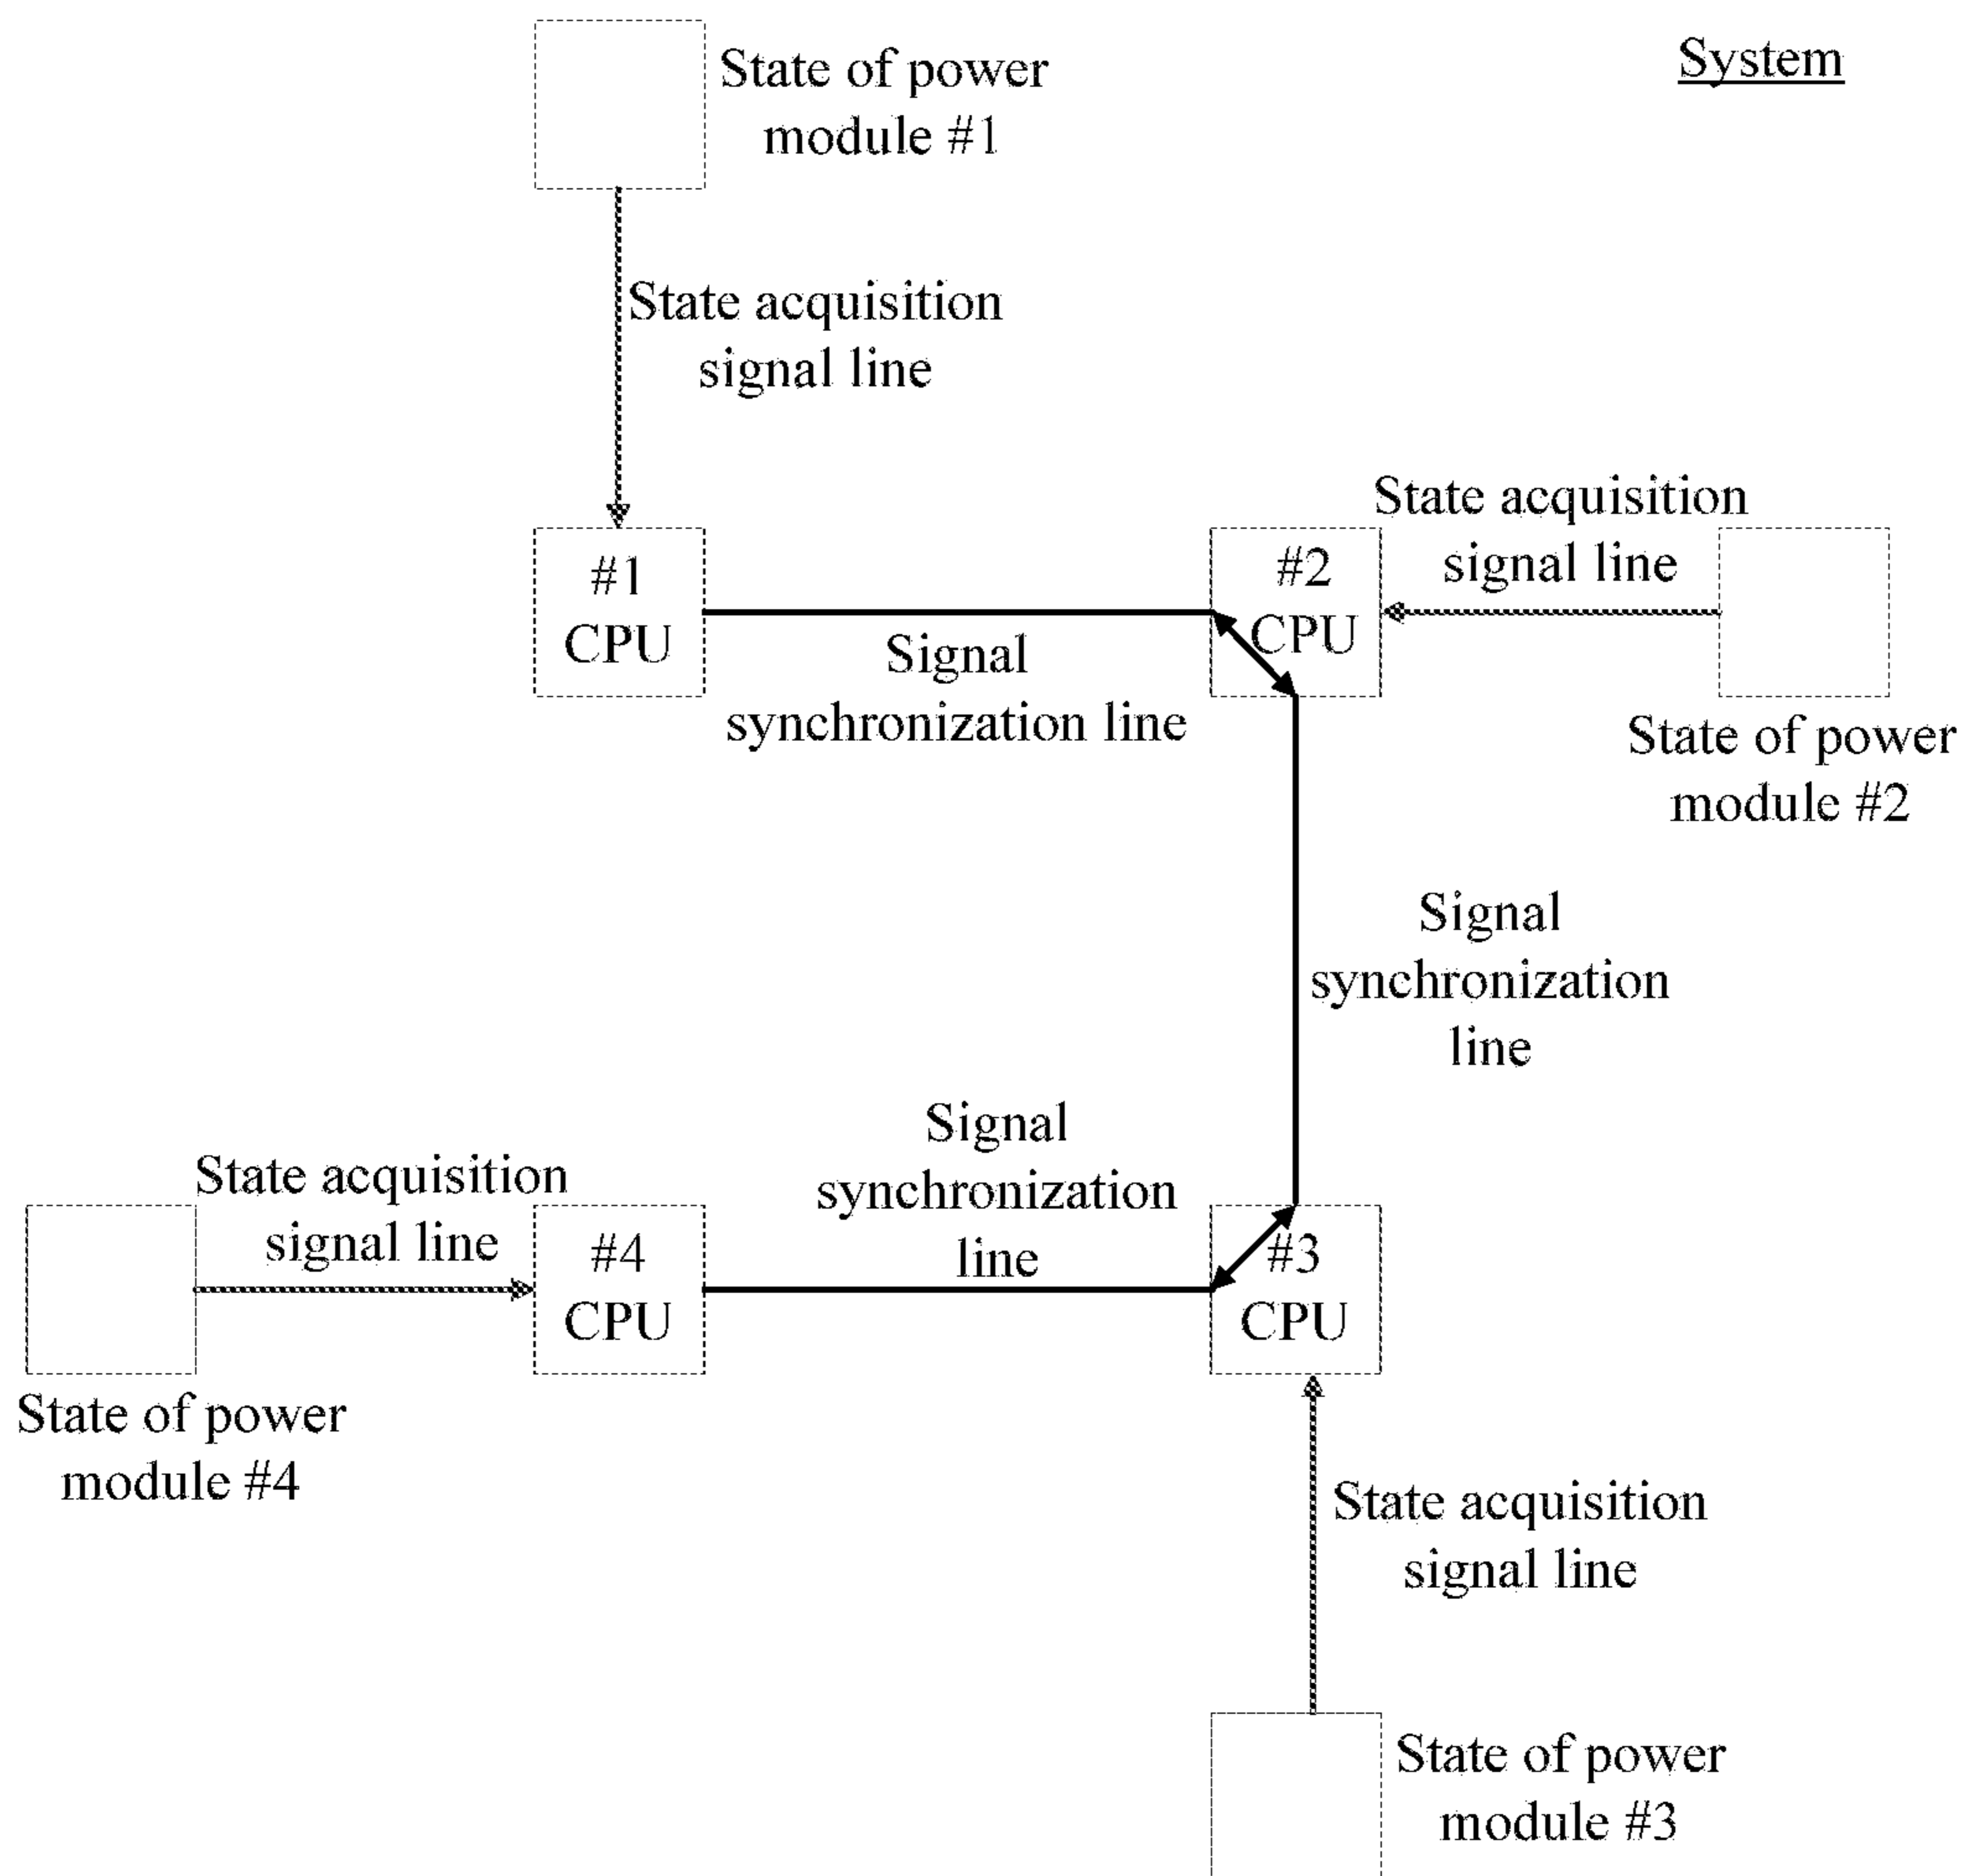 System
State of power
module #1
State acquisition
signal line
#1
CPU
Signal
synchronization line
#2
CPU
State acquisition
signal line
State of power
module #2
Signal
synchronization
line
Signal
synchronization
line
State acquisition
signal line
State of power
module #4
#4
CPU
#3
CPU
State acquisition
signal line
State of power
module #3